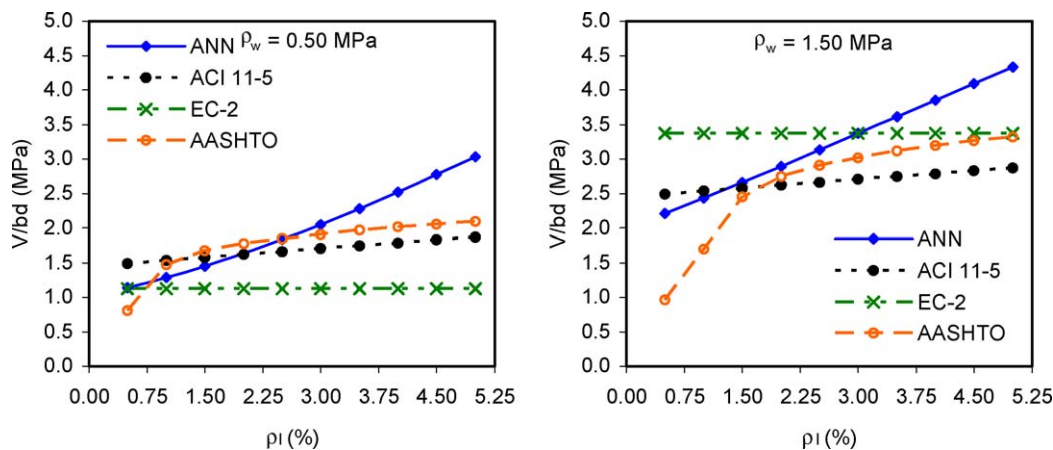 5.0
4.5
4.0
3.5
3.0
2.5
2.0
1.5
1.0
0.5
0.0
V/bd (MPa)
ρw = 0.50 MPa
ANN
ACI 11-5
EC-2
AASHTO
0.00 0.75 1.50 2.25 3.00 3.75 4.50 5.25
ρl (%)
5.0
4.5
4.0
3.5
3.0
2.5
2.0
1.5
1.0
0.5
0.0
V/bd (MPa)
ρw = 1.50 MPa
ANN
ACI 11-5
EC-2
AASHTO
0.00 0.75 1.50 2.25 3.00 3.75 4.50 5.25
ρl (%)